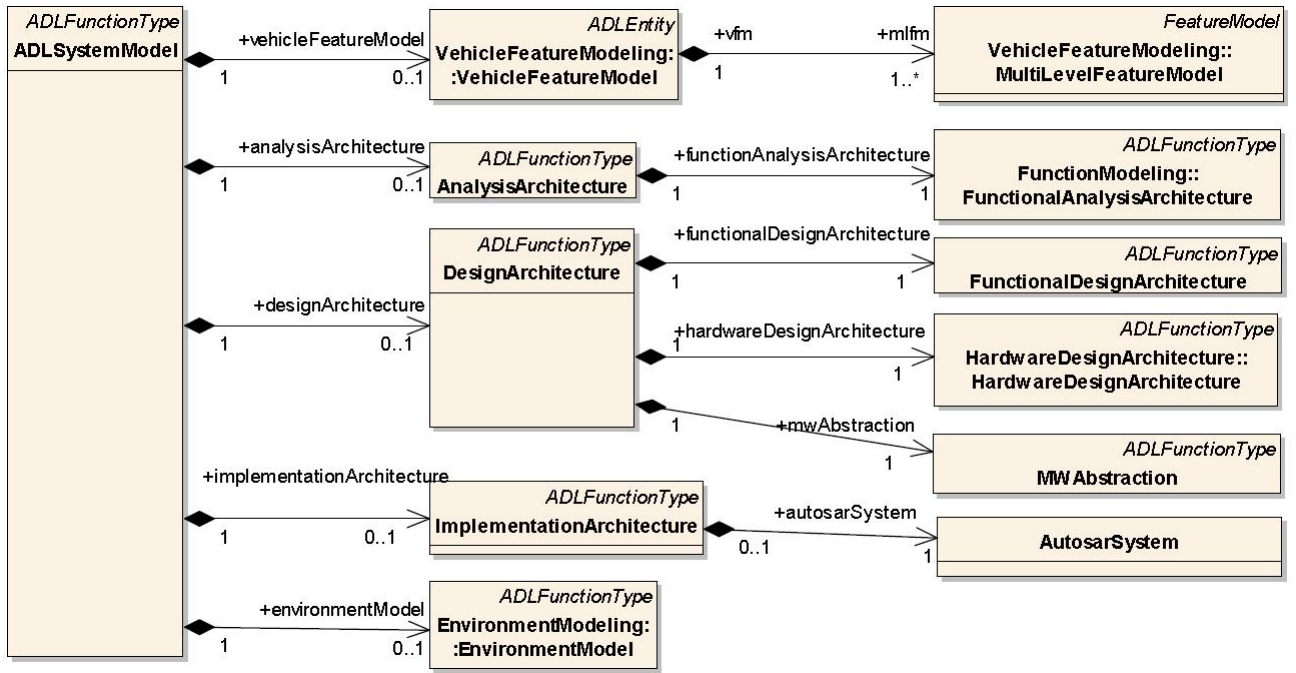 ADLFunctionType
ADLSystemModel
+vehicleFeatureModel
1
0..1
ADLEntity
VehicleFeatureModeling:
:VehicleFeatureModel
+vfm
1
+mlfm
1..*
FeatureModel
VehicleFeatureModeling::
MultiLevelFeatureModel
+analysisArchitecture
1
0..1
ADLFunctionType
AnalysisArchitecture
+functionAnalysisArchitecture
1
1
ADLFunctionType
FunctionModeling::
FunctionalAnalysisArchitecture
+designArchitecture
1
0..1
ADLFunctionType
DesignArchitecture
+functionalDesignArchitecture
1
1
ADLFunctionType
FunctionalDesignArchitecture
+hardwareDesignArchitecture
1
1
ADLFunctionType
HardwareDesignArchitecture::
HardwareDesignArchitecture
+mwAbstraction
1
1
ADLFunctionType
MWAbstraction
+implementationArchitecture
1
0..1
ADLFunctionType
ImplementationArchitecture
+autosarSystem
0..1
1
AutosarSystem
+environmentModel
1
0..1
ADLFunctionType
EnvironmentModeling:
:EnvironmentModel